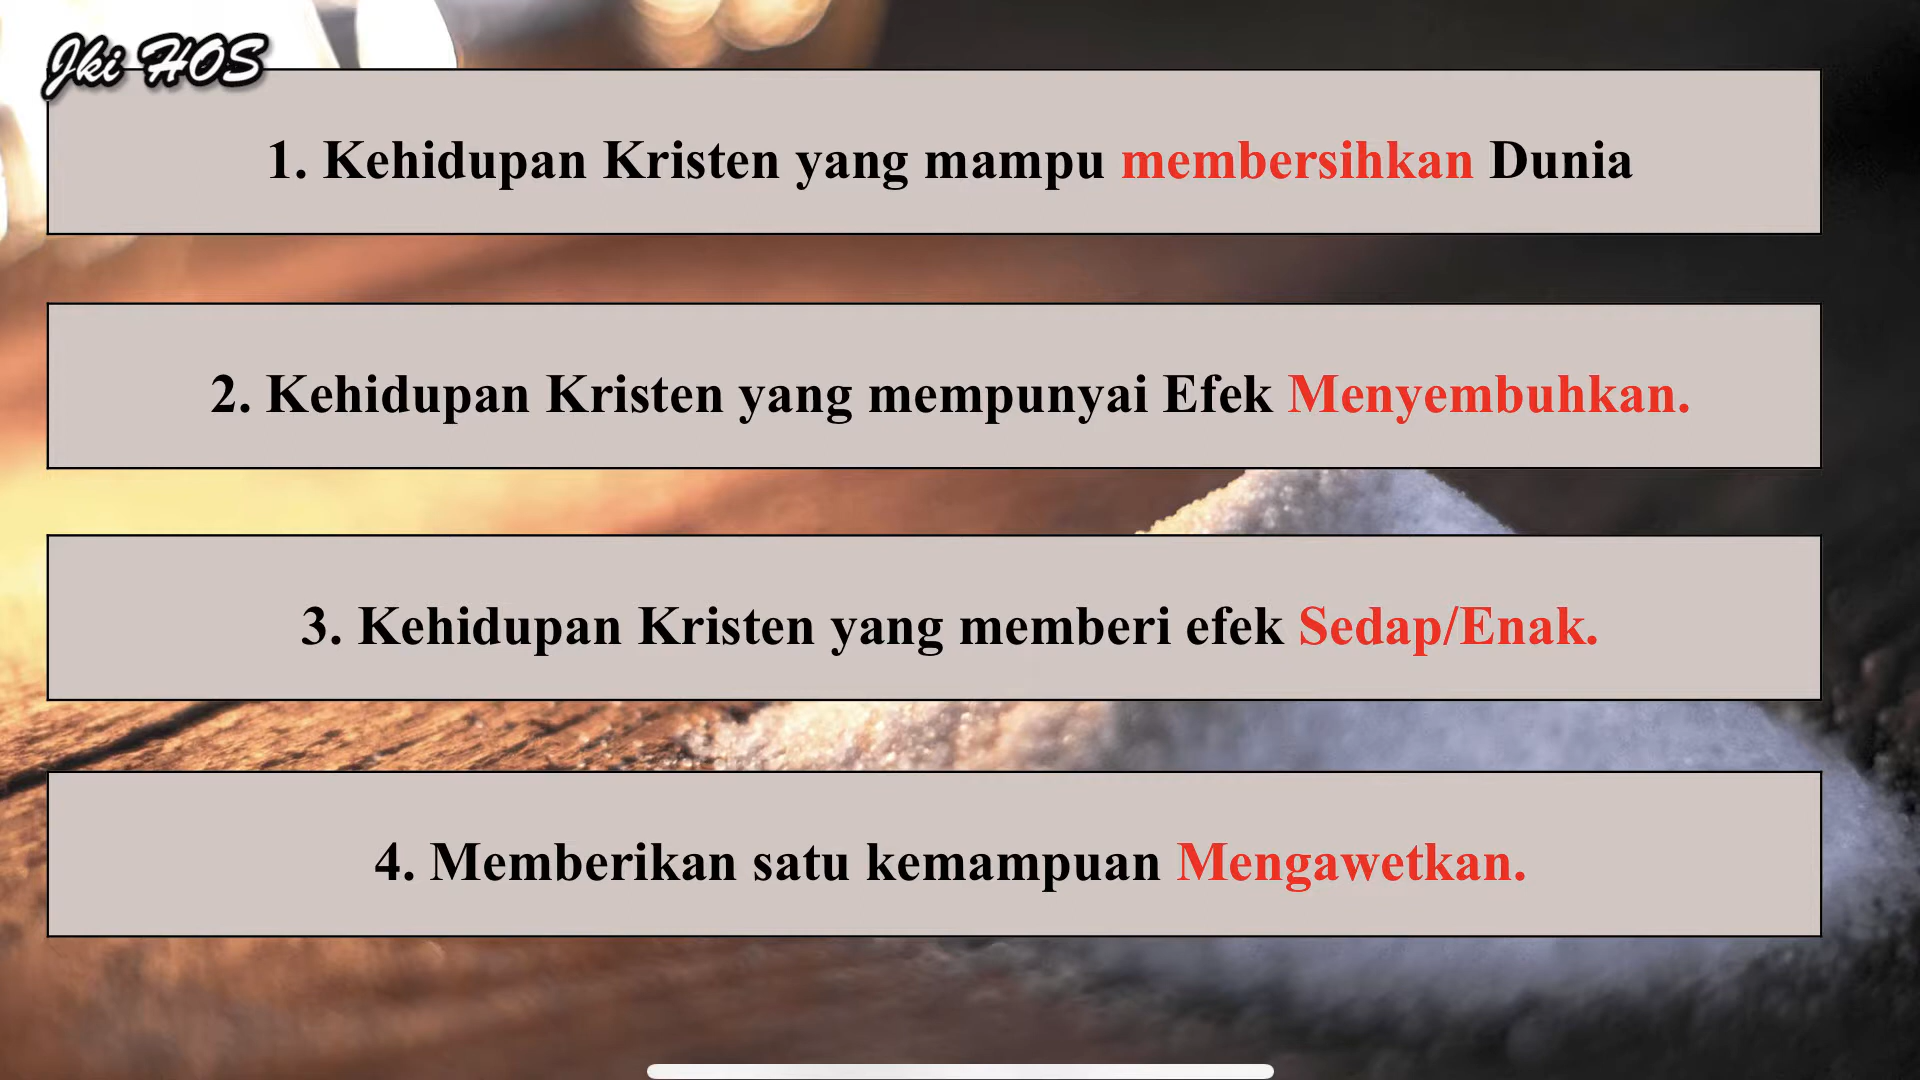 Jki HOS
1. Kehidupan Kristen yang mampu membersihkan Dunia
2. Kehidupan Kristen yang mempunyai Efek Menyembuhkan.
3. Kehidupan Kristen yang memberi efek Sedap/Enak.
4. Memberikan satu kemampuan Mengawetkan.